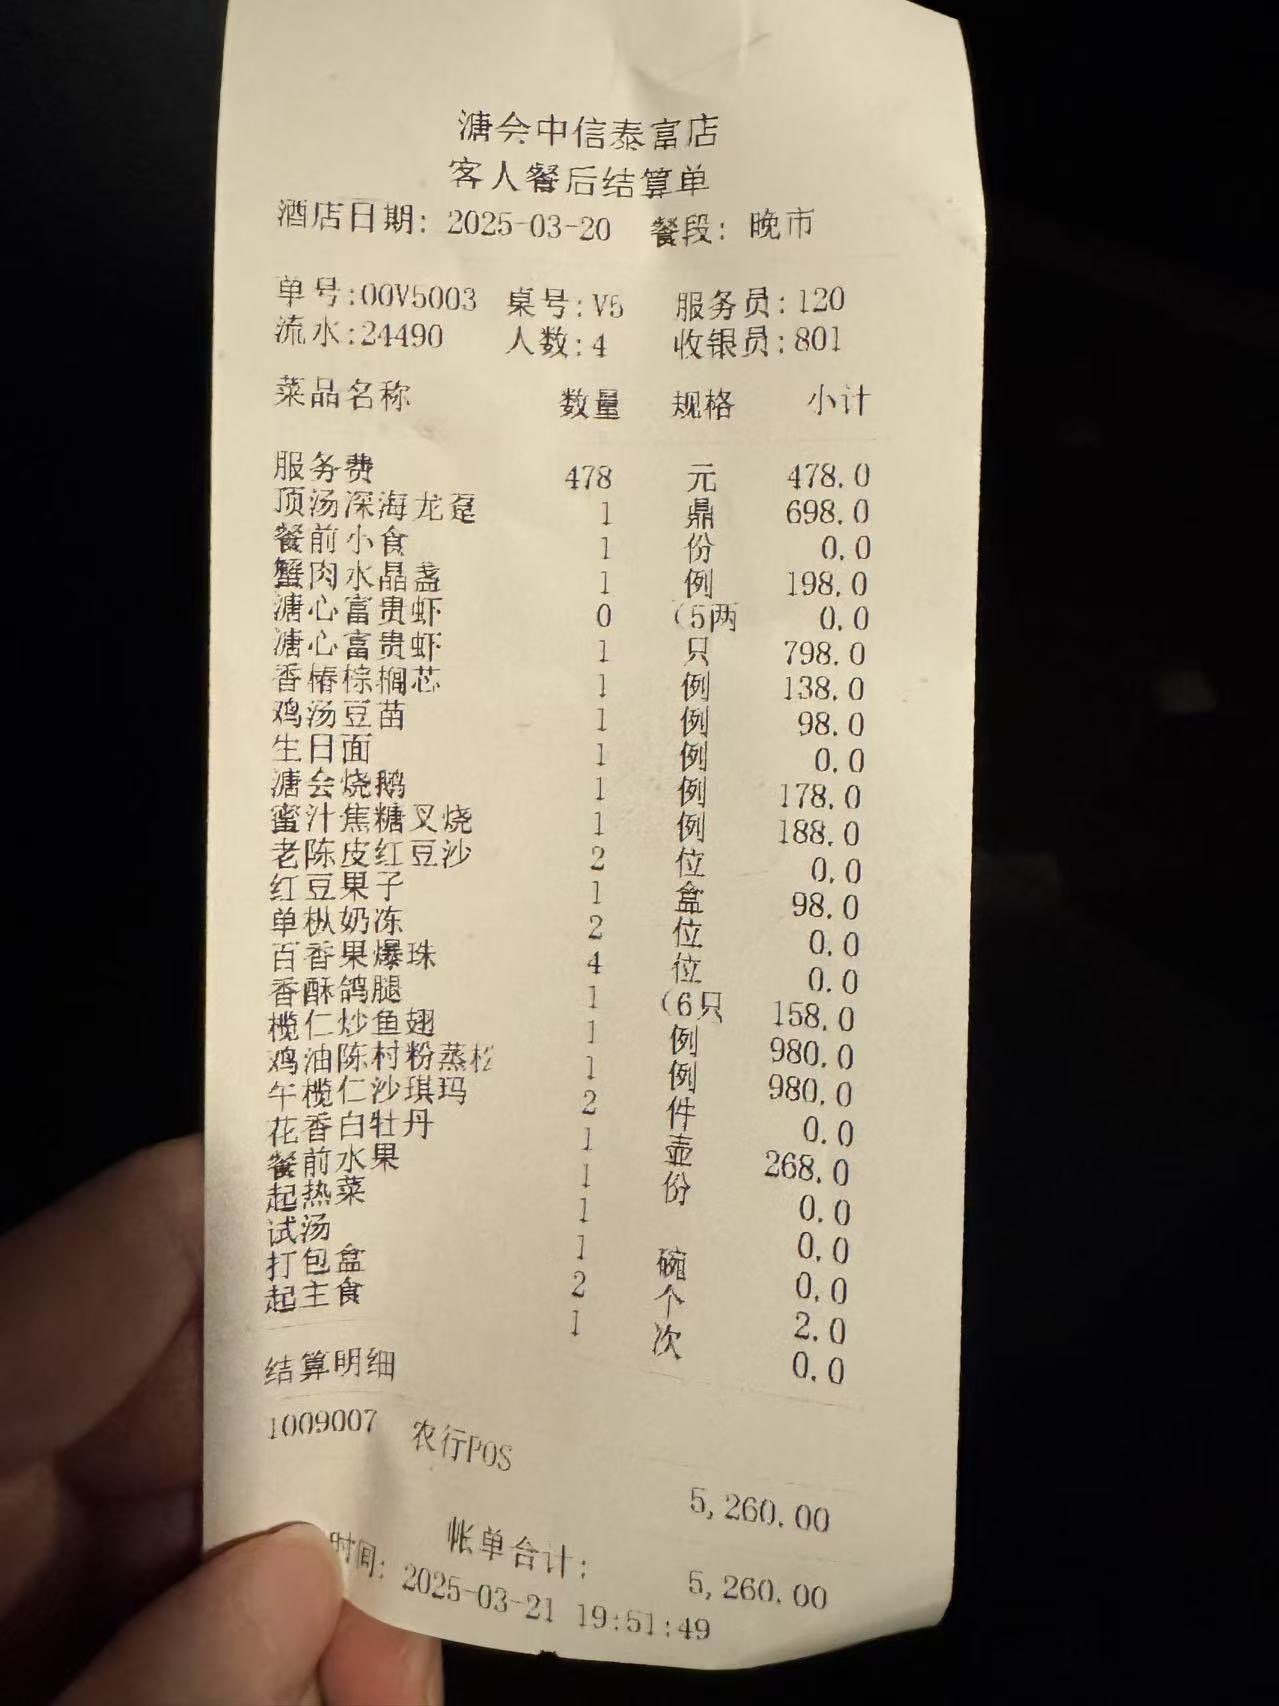 溏会中信泰富店
客人餐后结算单
酒店日期: 2025-03-20 餐段: 晚市
单号:00V5003 桌号:V5 服务员:120
流水:24490 人数:4 收银员:801
菜品名称 数量 规格 小计
服务费 478 元 478.0
顶汤深海龙趸 1 鼎 698.0
餐前小食 1 份 0.0
蟹肉水晶盏 1 例 198.0
溏心富贵虾 0 (5两 0.0
溏心富贵虾 1 只 798.0
香椿棕榈芯 1 例 138.0
鸡汤豆苗 1 例 98.0
生日面 1 例 0.0
溏会烧鹅 1 例 178.0
蜜汁焦糖叉烧 1 例 188.0
老陈皮红豆沙 2 位 0.0
红豆果子 1 盒 98.0
单枞奶冻 2 位 0.0
百香果爆珠 4 位 0.0
香酥鸽腿 1 (6只 158.0
榄仁炒鱼翅 1 例 980.0
鸡油陈村粉蒸 1 例 980.0
午榄仁沙琪玛 2 件 0.0
花香白牡丹 1 壶 268.0
餐前水果 1 份 0.0
起热菜 1 0.0
试汤 1 碗 0.0
打包盒 2 个 2.0
起主食 1 次 0.0
结算明细
1009007 农行POS
5,260.00
帐单合计: 5,260.00
时间: 2025-03-21 19:51:49